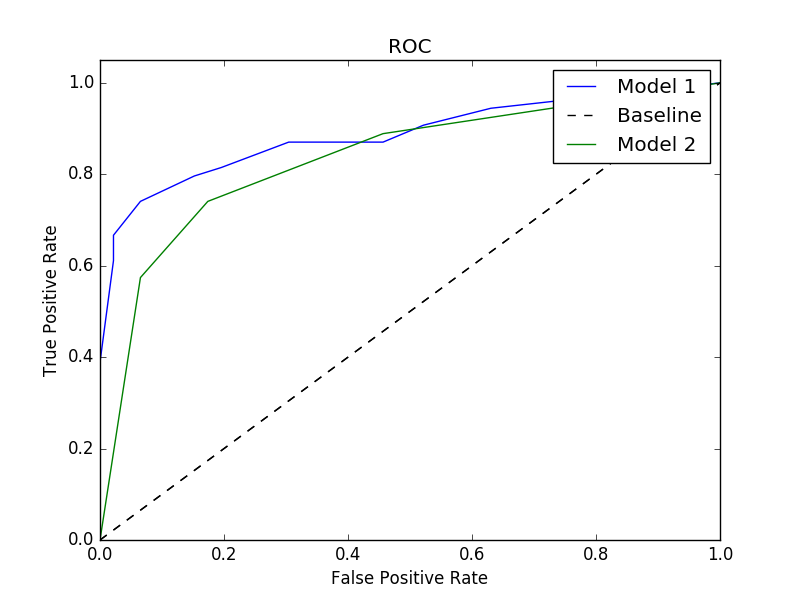 ROC
1.0
0.8
0.6
0.4
0.2
0.0
True Positive Rate
Model 1
Baseline
Model 2
0.0 0.2 0.4 0.6 0.8 1.0
False Positive Rate